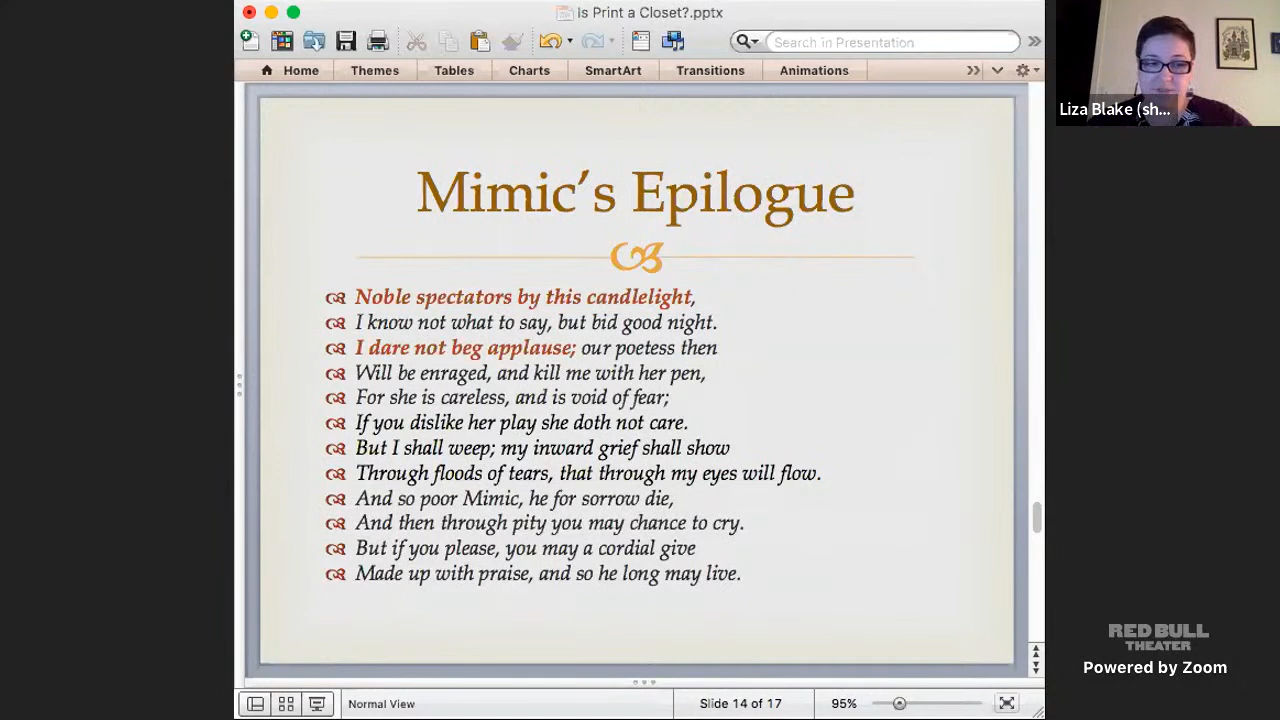 is Print a Closet?.pptx
Search in Presentation
Home Themes Tables Charts SmartArt Transitions Animations
Liza Blake (sh...
Mimic's Epilogue
Noble spectators by this candlelight,
I know not what to say, but bid good night.
I dare not beg applause; our poetess then
Will be enraged, and kill me with her pen,
For she is careless, and is void of fear;
If you dislike her play she doth not care.
But I shall weep; my inward grief shall show
Through floods of tears, that through my eyes will flow.
And so poor Mimic, he for sorrow die,
And then through pity you may chance to cry.
But if you please, you may a cordial give
Made up with praise, and so he long may live.
RED BULL
THEATER
Powered by Zoom
Normal View Slide 14 of 17 95%